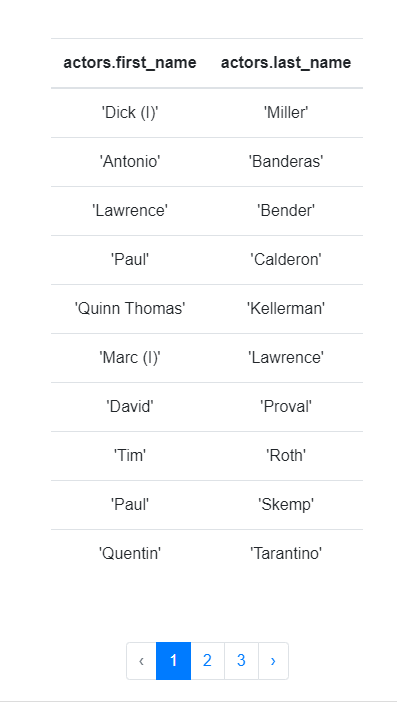 actors.first_name actors.last_name
'Dick (I)' 'Miller'
'Antonio' 'Banderas'
'Lawrence' 'Bender'
'Paul' 'Calderon'
'Quinn Thomas' 'Kellerman'
'Marc (I)' 'Lawrence'
'David' 'Proval'
'Tim' 'Roth'
'Paul' 'Skemp'
'Quentin' 'Tarantino'
‹ 1 2 3 ›